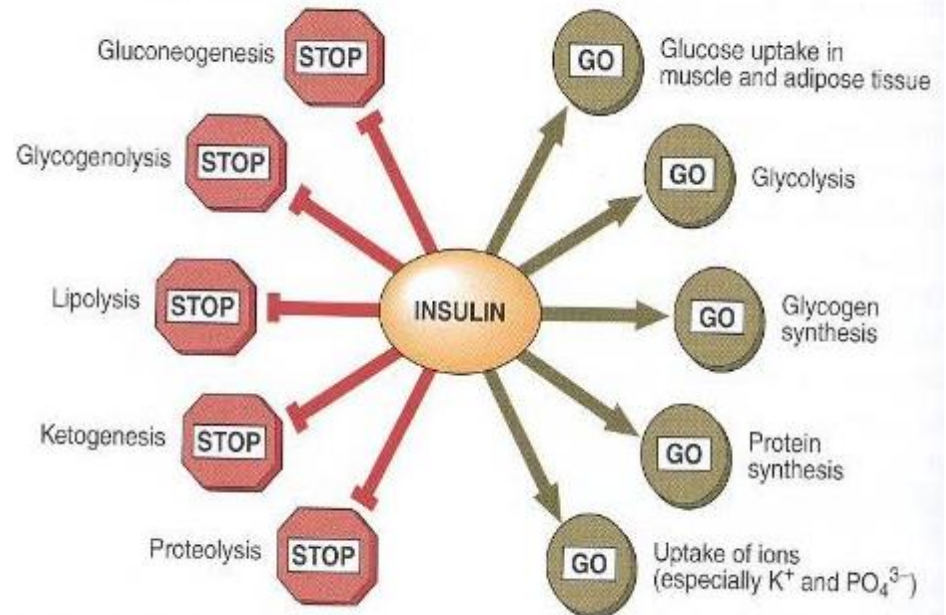 Gluconeogenesis
STOP
Glycogenolysis
STOP
Lipolysis
STOP
Ketogenesis
STOP
Proteolysis
STOP
INSULIN
GO
Glucose uptake in
muscle and adipose tissue
GO
Glycolysis
GO
Glycogen
synthesis
GO
Protein
synthesis
GO
Uptake of ions
(especially K⁺ and PO₄³⁻)